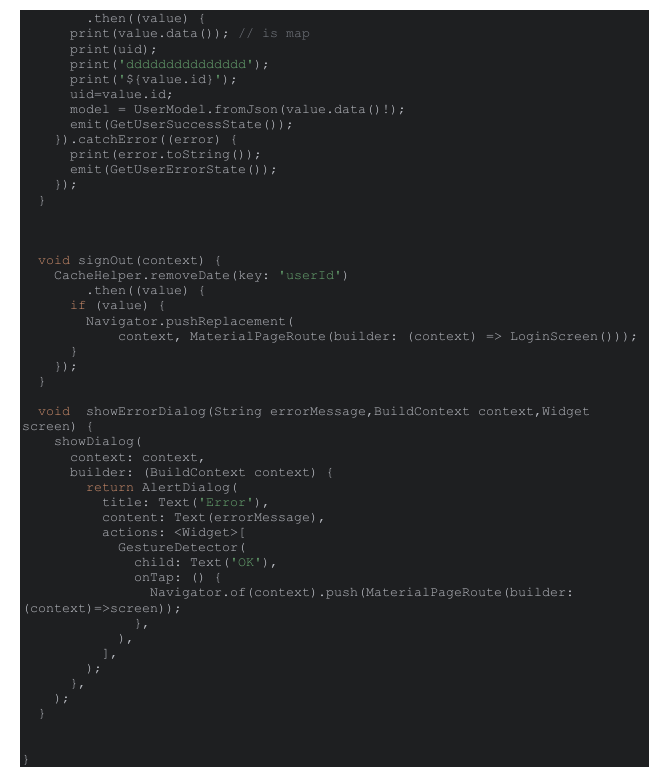 .then((value) {
      print(value.data()); // is map
      print(uid);
      print('ddddddddddddddd');
      print('${value.id}');
      uid=value.id;
      model = UserModel.fromJson(value.data()!);
      emit(GetUserSuccessState());
    }).catchError((error) {
      print(error.toString());
      emit(GetUserErrorState());
    });
  }

  void signOut(context) {
    CacheHelper.removeDate(key: 'userId')
        .then((value) {
      if (value) {
        Navigator.pushReplacement(
            context, MaterialPageRoute(builder: (context) => LoginScreen()));
      }
    });
  }

  void  showErrorDialog(String errorMessage,BuildContext context,Widget
screen) {
    showDialog(
      context: context,
      builder: (BuildContext context) {
        return AlertDialog(
          title: Text('Error'),
          content: Text(errorMessage),
          actions: <Widget>[
            GestureDetector(
              child: Text('OK'),
              onTap: () {
                Navigator.of(context).push(MaterialPageRoute(builder:
(context)=>screen));
              },
            ),
          ],
        );
      },
    );
  }

}